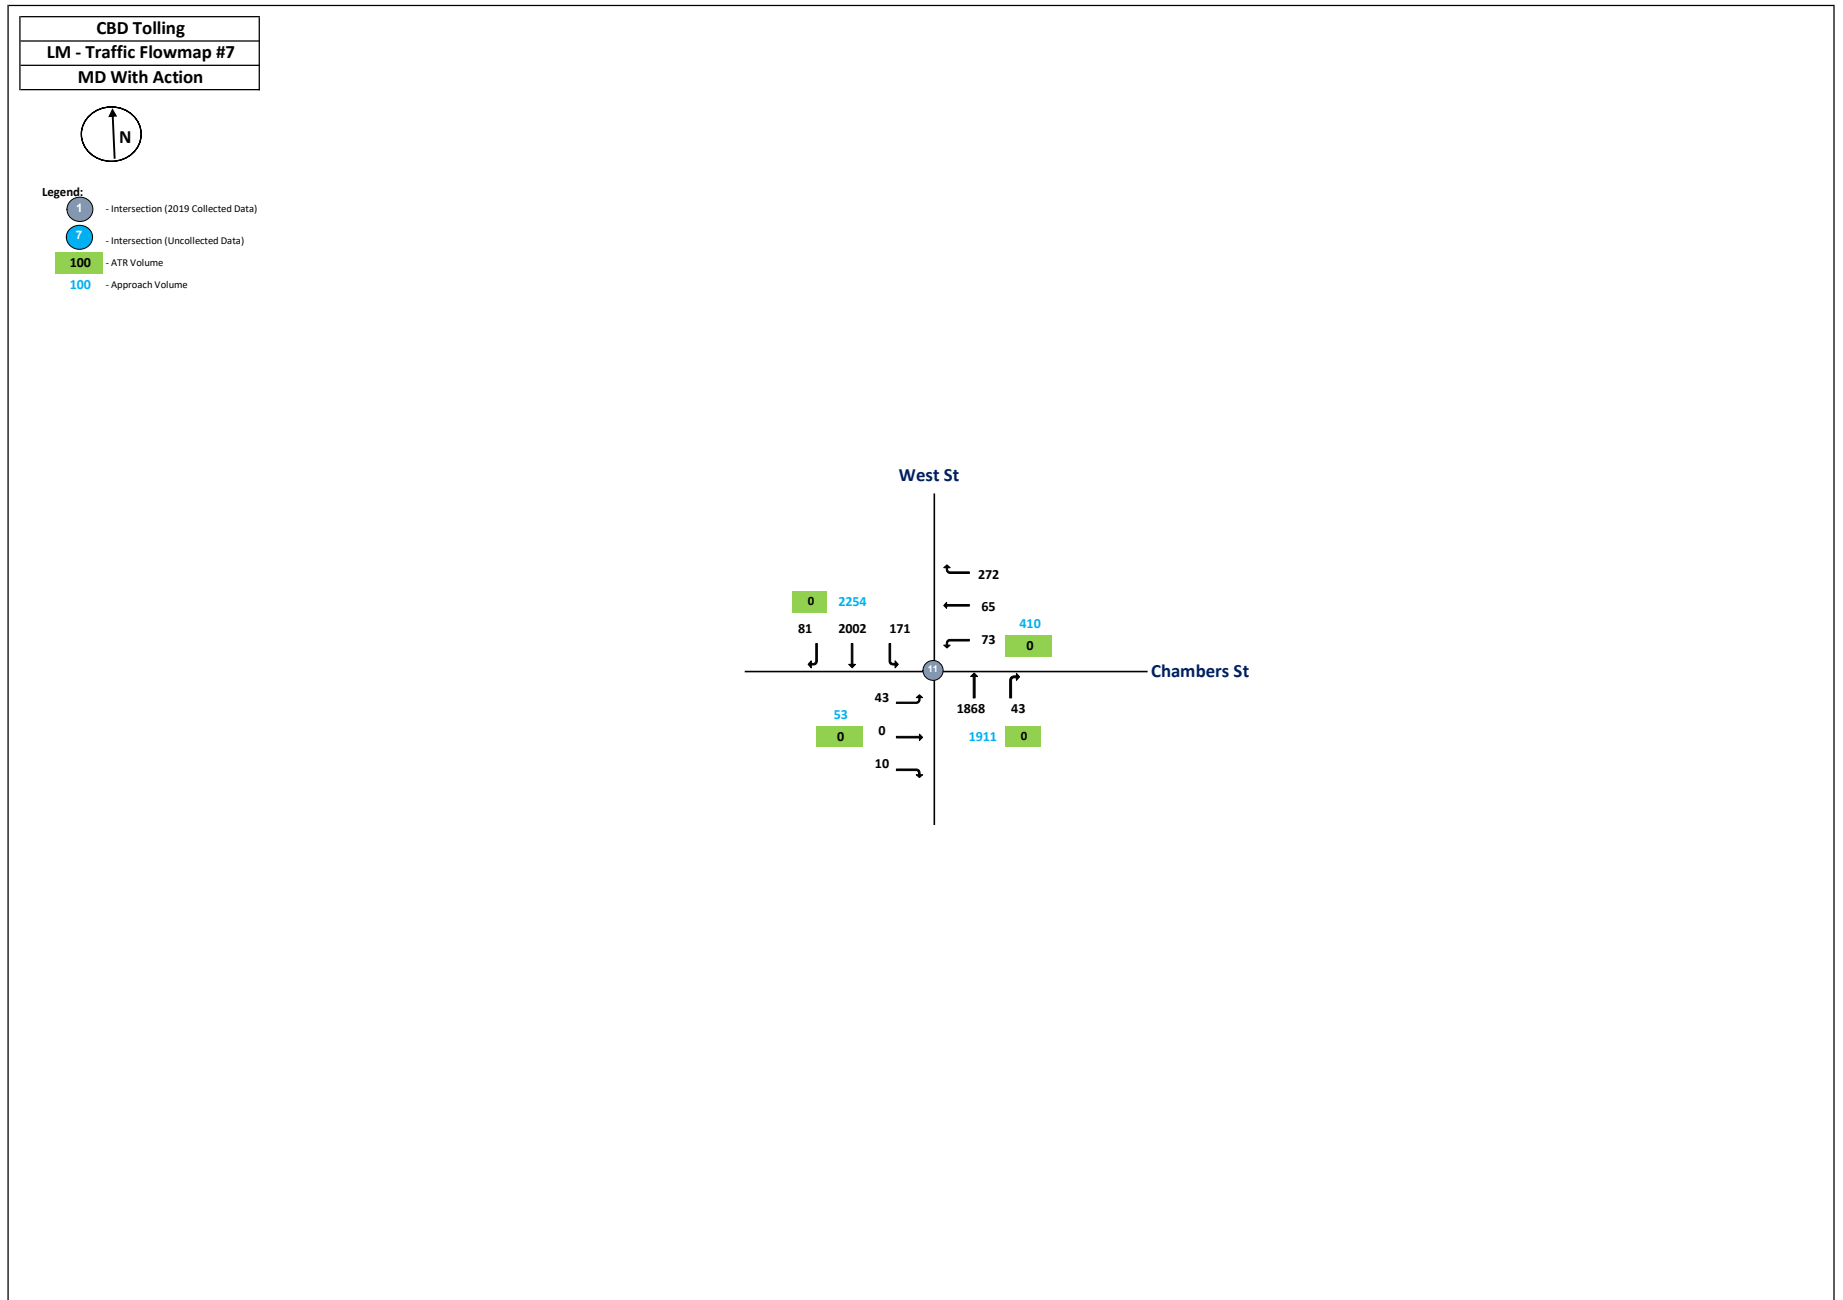 CBD Tolling
LM - Traffic Flowmap #7
MD With Action
N
Legend:
1 - Intersection (2019 Collected Data)
7 - Intersection (Uncollected Data)
100 - ATR Volume
100 - Approach Volume
West St
272
0 2254
65
410
81 2002 171
73
0
11
Chambers St
43
1868 43
53
0 0
1911 0
10